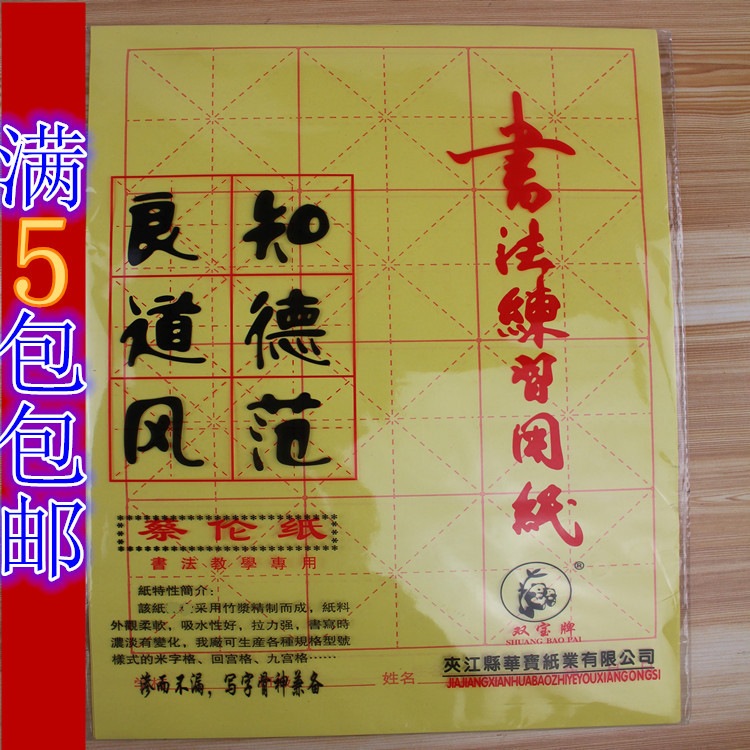 满5包包邮
書法練習用紙
知德范
良道风
蔡伦纸
書法教學專用
紙特性簡介:
該紙采用竹漿精制而成，紙料
外觀柔軟，吸水性好，拉力强，書寫時
濃淡有變化，我廠可生産各種規格型號
樣式的米字格、回宫格、九宫格……
渗而不漏，写字骨神兼备
®
双宝牌
SHUANG BAO PAI
姓名
夾江縣華寶紙業有限公司
JIAJIANGXIANHUABAOZHIYEYOUXIANGONGSI